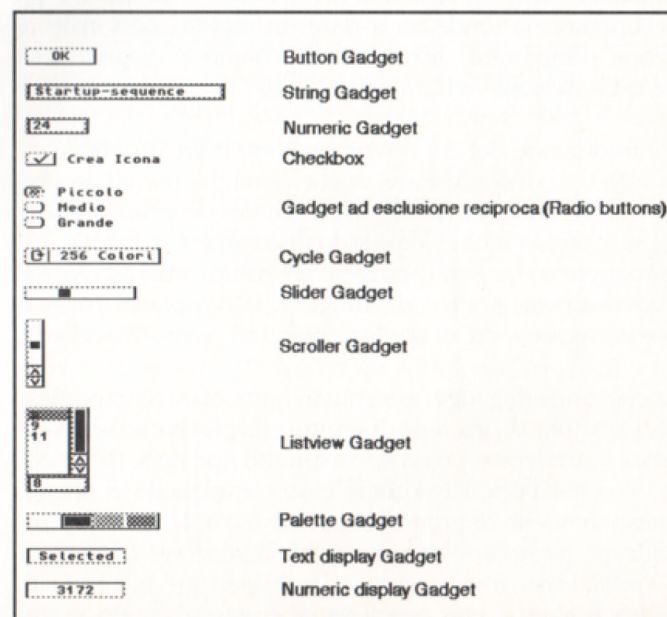 OK Button Gadget
Startup-sequence String Gadget
24 Numeric Gadget
Crea Icona Checkbox
Piccolo
Medio Gadget ad esclusione reciproca (Radio buttons)
Grande
256 Colori Cycle Gadget
Slider Gadget
Scroller Gadget
9
11
Listview Gadget
8
Palette Gadget
Selected Text display Gadget
3172 Numeric display Gadget